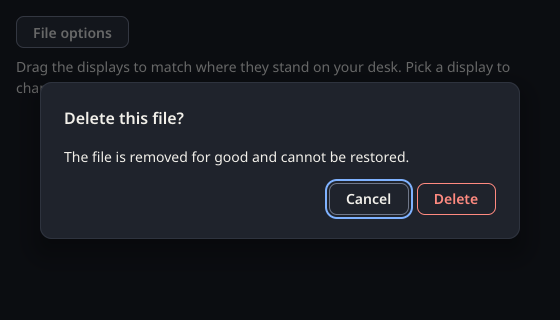 File options
Drag the displays to match where they stand on your desk. Pick a display to
Delete this file?
The file is removed for good and cannot be restored.
Cancel
Delete